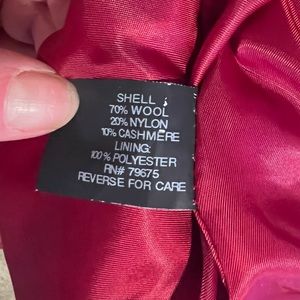 SHELL
70% WOOL
20% NYLON
10% CASHMERE
LINING:
100% POLYESTER
RN# 79675
REVERSE FOR CARE